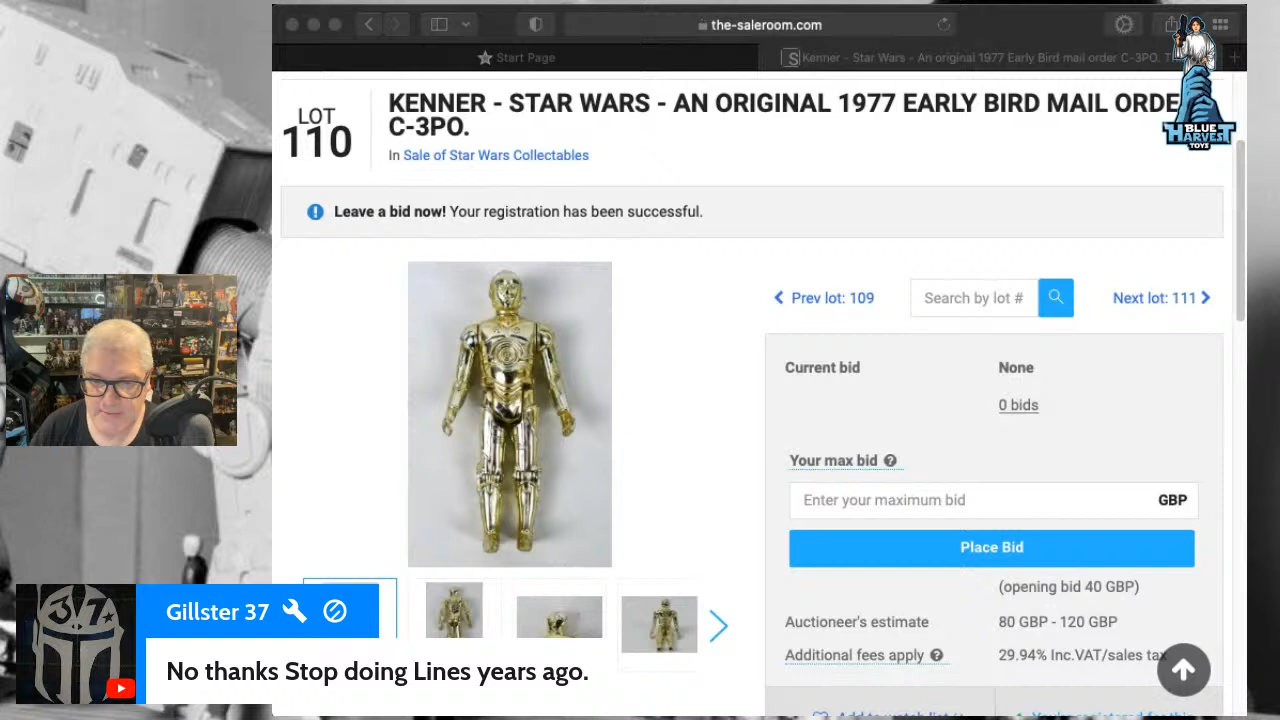 the-saleroom.com
Start Page
Kenner - Star Wars - An original 1977 Early Bird mail order C-3PO. T
LOT
110
KENNER - STAR WARS - AN ORIGINAL 1977 EARLY BIRD MAIL ORDE
C-3PO.
In Sale of Star Wars Collectables
BLUE
HARVEST
TOYS
Leave a bid now! Your registration has been successful.
Prev lot: 109
Search by lot #
Next lot: 111
Current bid None
0 bids
Your max bid
Enter your maximum bid GBP
Place Bid
(opening bid 40 GBP)
Auctioneer's estimate 80 GBP - 120 GBP
Additional fees apply 29.94% Inc.VAT/sales tax
Gillster 37
No thanks Stop doing Lines years ago.